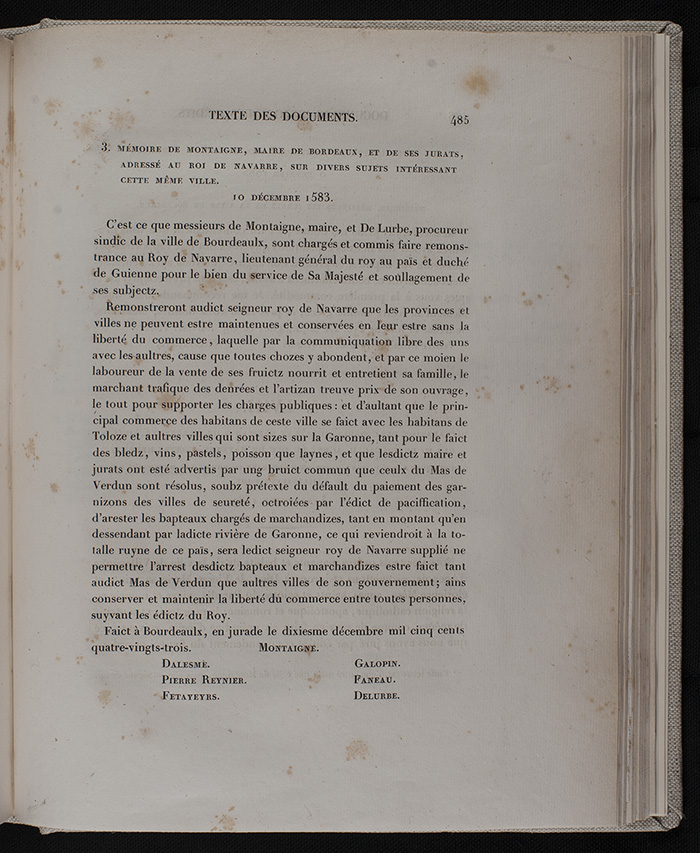 TEXTE DES DOCUMENTS. 485
3. MÉMOIRE DE MONTAIGNE, MAIRE DE BORDEAUX, ET DE SES JURATS,
ADRESSÉ AU ROI DE NAVARRE, SUR DIVERS SUJETS INTÉRESSANT
CETTE MÊME VILLE.
10 DÉCEMBRE 1583.
C'est ce que messieurs de Montaigne, maire, et De Lurbe, procureur
sindic de la ville de Bourdeaulx, sont chargés et commis faire remons-
trance au Roy de Navarre, lieutenant général du roy au païs et duché
de Guienne pour le bien du service de Sa Majesté et soullagement de
ses subjectz.
Remonstreront audict seigneur roy de Navarre que les provinces et
villes ne peuvent estre maintenues et conservées en leur estre sans la
liberté du commerce, laquelle par la communiquation libre des uns
avec les aultres, cause que toutes chozes y abondent, et par ce moien le
laboureur de la vente de ses fruictz nourrit et entretient sa famille, le
marchant trafique des denrées et l'artizan treuve prix de son ouvrage,
le tout pour supporter les charges publiques: et d'aultant que le prin-
cipal commerce des habitans de ceste ville se faict avec les habitans de
Toloze et aultres villes qui sont sizes sur la Garonne, tant pour le faict
des bledz, vins, pastels, poisson que laynes, et que lesdictz maire et
jurats ont esté advertis par ung bruict commun que ceulx du Mas de
Verdun sont résolus, soubz prétexte du défault du paiement des gar-
nizons des villes de seureté, octroiées par l'édict de paciffication,
d'arester les bapteaux chargés de marchandizes, tant en montant qu'en
dessendant par ladicte rivière de Garonne, ce qui reviendroit à la to-
talle ruyne de ce païs, sera ledict seigneur roy de Navarre supplié ne
permettre l'arrest desdictz bapteaux et marchandizes estre faict tant
audict Mas de Verdun que aultres villes de son gouvernement; ains
conserver et maintenir la liberté du commerce entre toutes personnes,
suyvant les édictz du Roy.
Faict à Bourdeaulx, en jurade le dixiesme décembre mil cinq cents
quatre-vingts-trois. MONTAIGNE.
DALESME. GALOPIN.
PIERRE REYNIER. FANEAU.
FETAYEYRS. DELURBE.